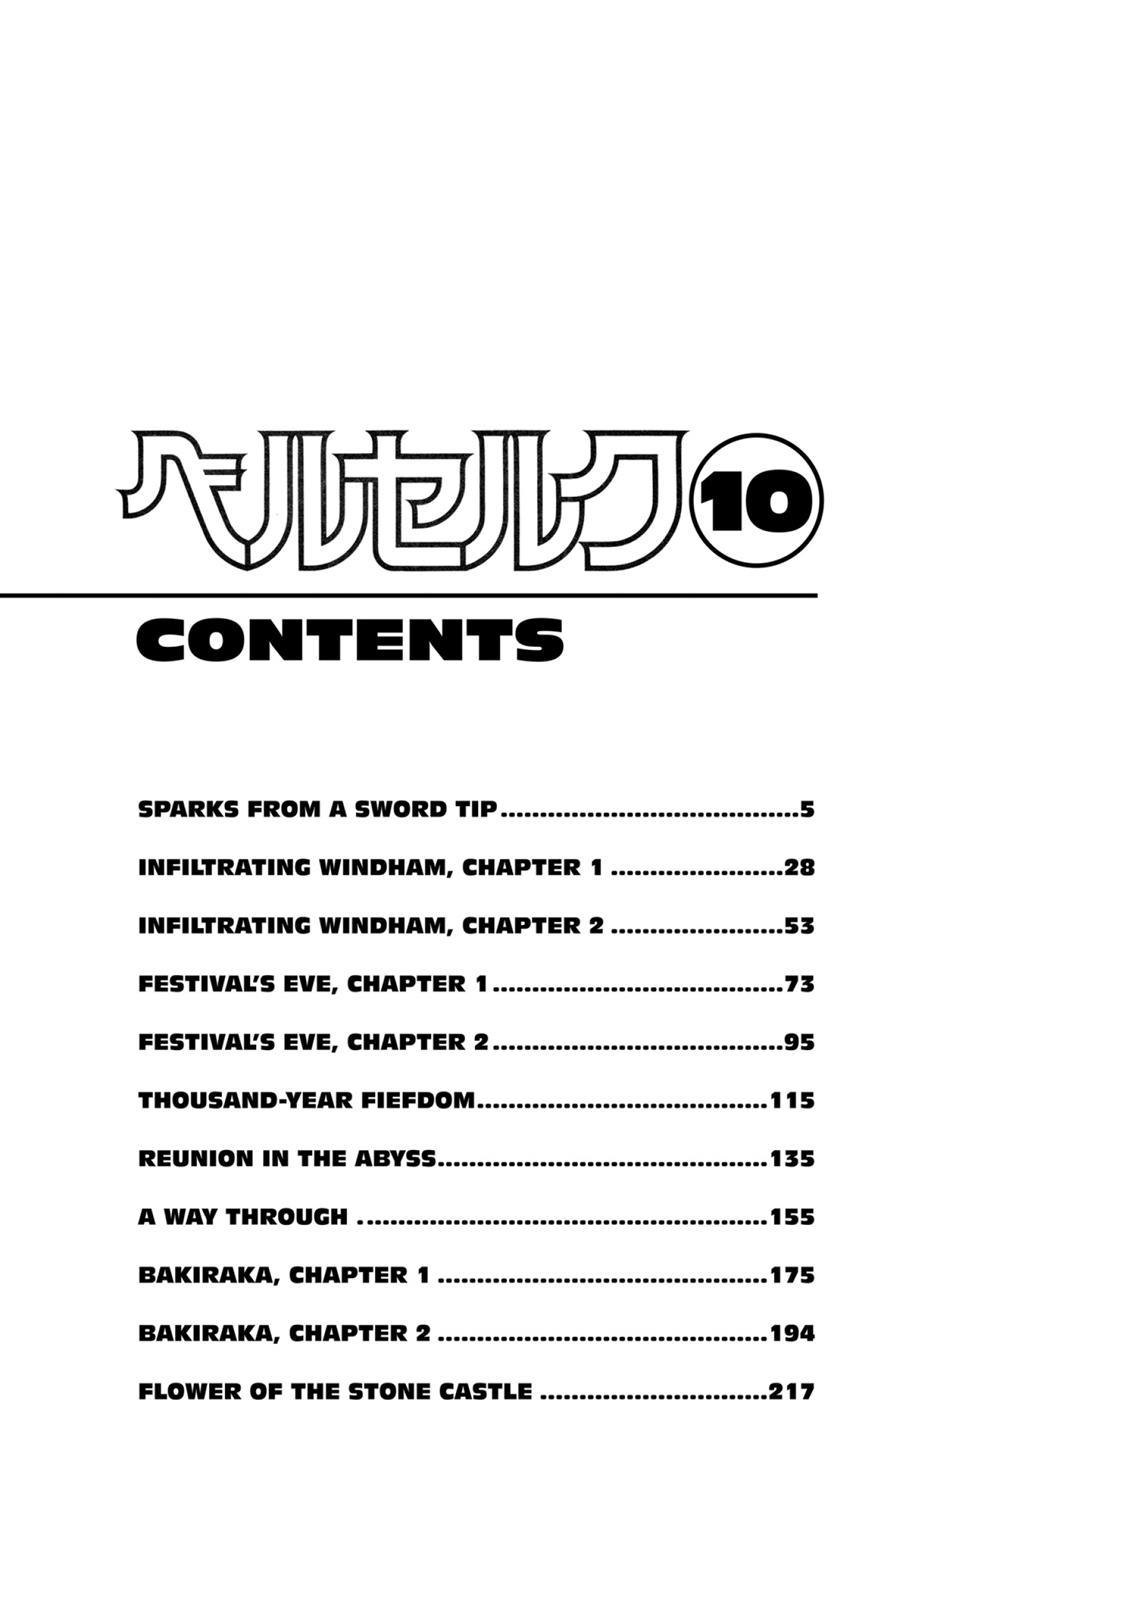 ベルセルク 10
CONTENTS
SPARKS FROM A SWORD TIP......................................5
INFILTRATING WINDHAM, CHAPTER 1 ......................28
INFILTRATING WINDHAM, CHAPTER 2 ......................53
FESTIVAL'S EVE, CHAPTER 1.....................................73
FESTIVAL'S EVE, CHAPTER 2.....................................95
THOUSAND-YEAR FIEFDOM.....................................115
REUNION IN THE ABYSS..........................................135
A WAY THROUGH ....................................................155
BAKIRAKA, CHAPTER 1 ..........................................175
BAKIRAKA, CHAPTER 2 ..........................................194
FLOWER OF THE STONE CASTLE .............................217